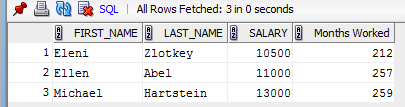 SQL | All Rows Fetched: 3 in 0 seconds
FIRST_NAME LAST_NAME SALARY Months Worked
1 Eleni Zlotkey 10500 212
2 Ellen Abel 11000 257
3 Michael Hartstein 13000 259